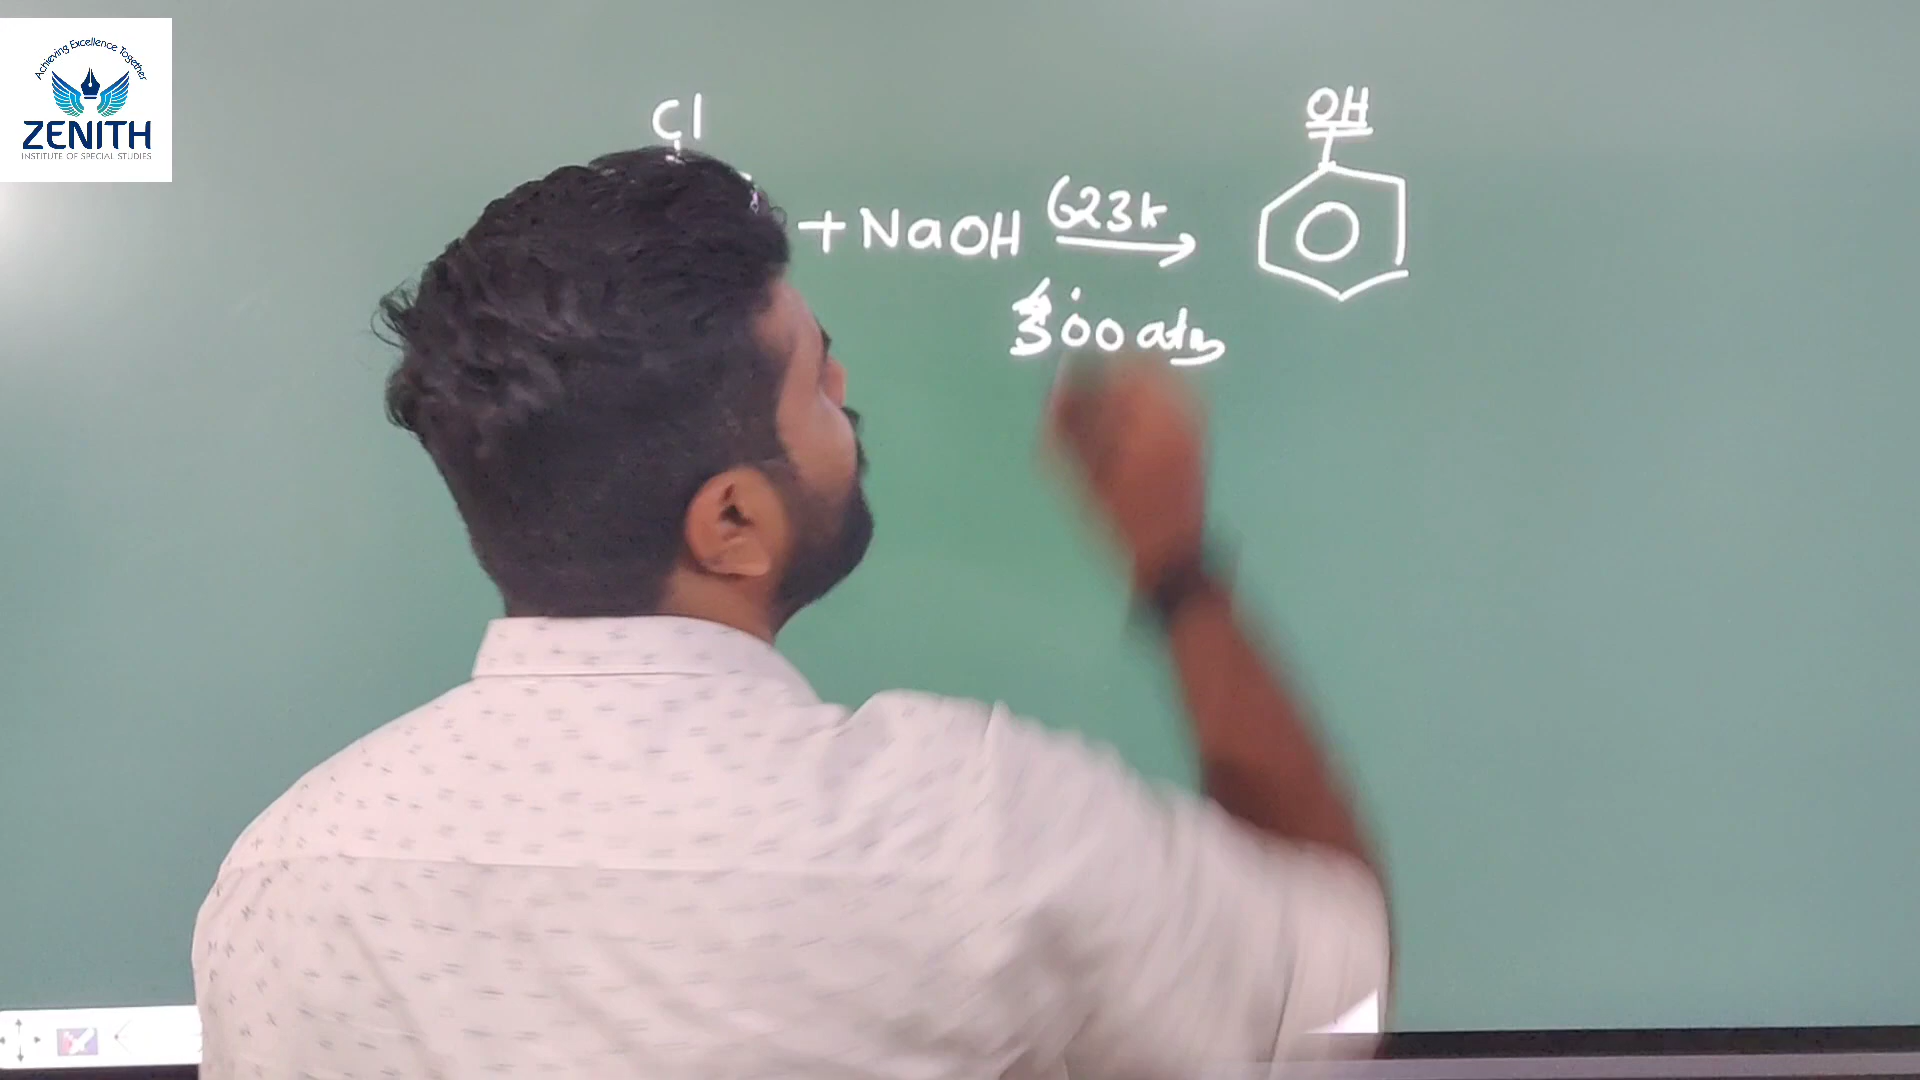 Achieving Excellence Together
ZENITH
INSTITUTE OF SPECIAL STUDIES
Cl
OH
+ NaOH
623K
300 atm